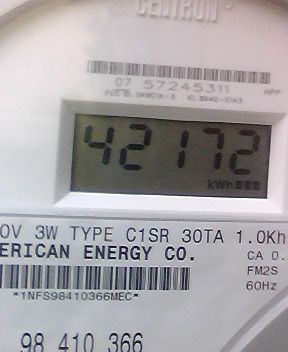 CENTRON
07 57245311
42172
kWh
0V 3W TYPE C1SR 30TA 1.0Kh
ERICAN ENERGY CO. CA 0.
FM2S
*1NFS98410366MEC* 60Hz
98 410 366